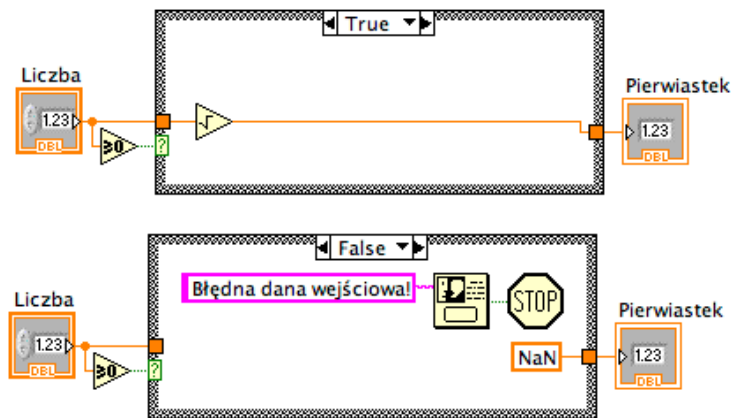 True
Liczba
Pierwiastek
1.23
1.23
DBL
≥0
?
DBL
False
Błędna dana wejściowa!
STOP
Liczba
Pierwiastek
1.23
NaN
1.23
DBL
≥0
?
DBL